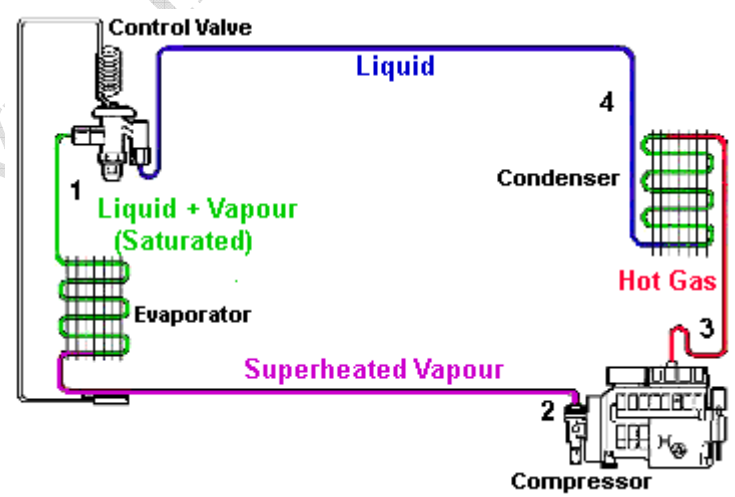 Control Valve
Liquid
4
Condenser
1
Liquid + Vapour
(Saturated)
Hot Gas
Evaporator
3
Superheated Vapour
2
Compressor